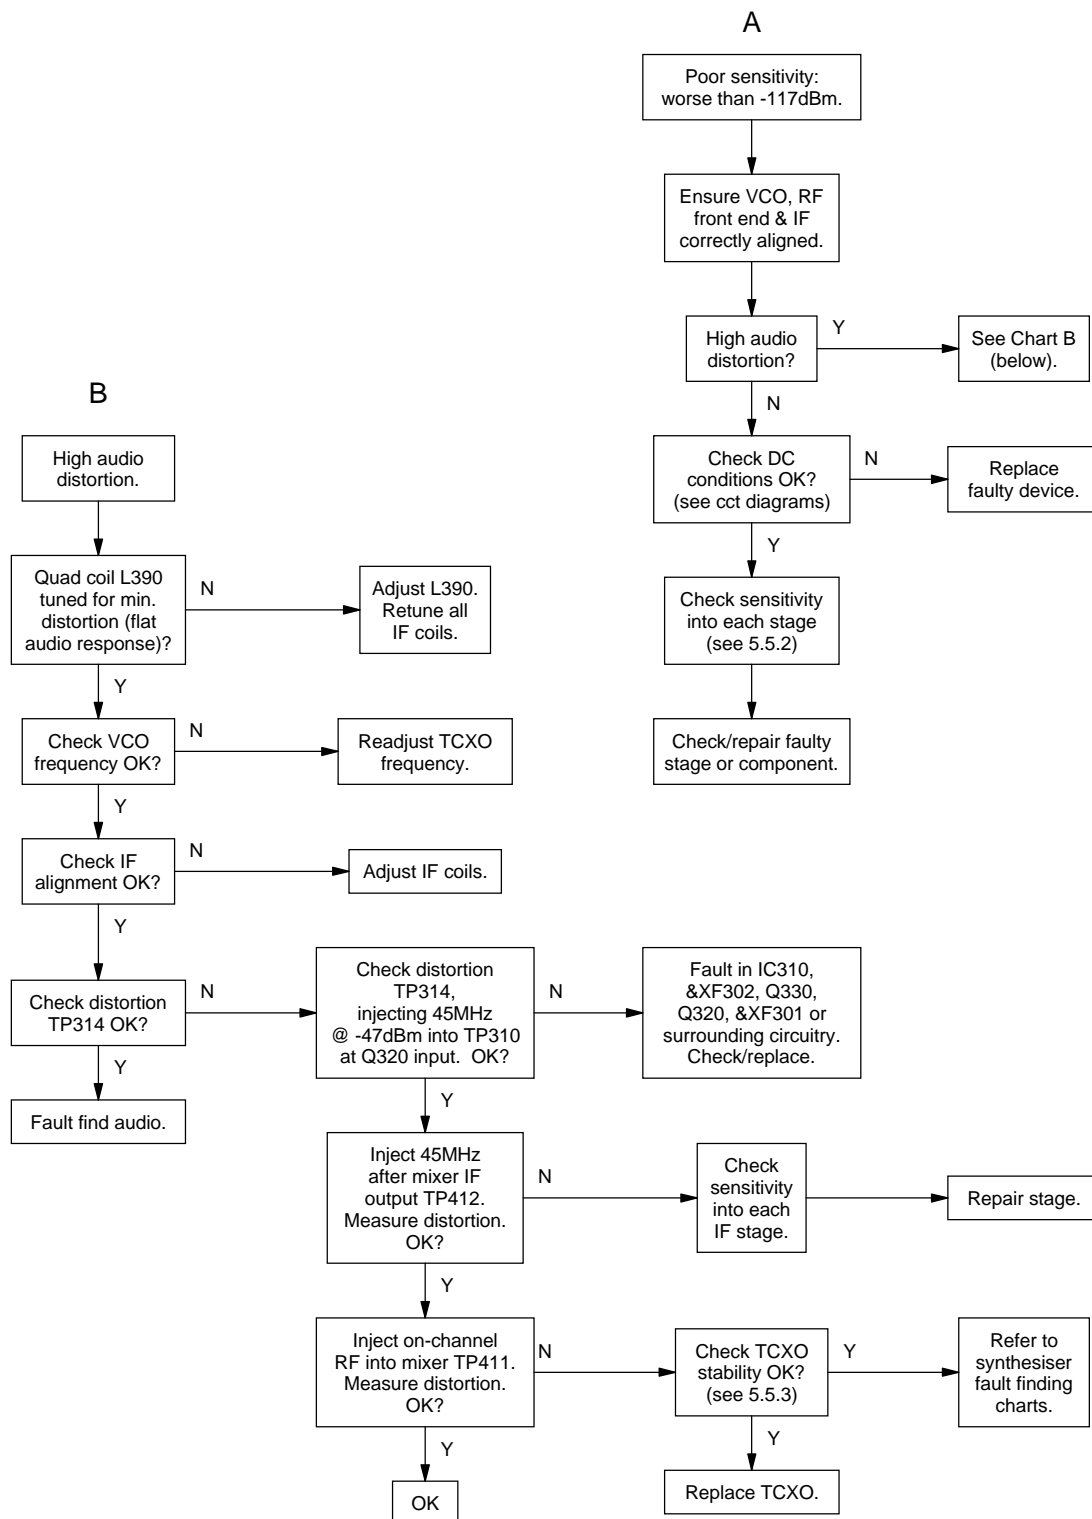 A
Poor sensitivity:
worse than -117dBm.
Ensure VCO, RF
front end & IF
correctly aligned.
High audio
distortion?
Y
See Chart B
(below).
N
Check DC
conditions OK?
(see cct diagrams)
N
Replace
faulty device.
Y
Check sensitivity
into each stage
(see 5.5.2)
Check/repair faulty
stage or component.
B
High audio
distortion.
Quad coil L390
tuned for min.
distortion (flat
audio response)?
N
Adjust L390.
Retune all
IF coils.
Y
Check VCO
frequency OK?
N
Readjust TCXO
frequency.
Y
Check IF
alignment OK?
N
Adjust IF coils.
Y
Check distortion
TP314 OK?
N
Check distortion
TP314,
injecting 45MHz
@ -47dBm into TP310
at Q320 input.  OK?
N
Fault in IC310,
&XF302, Q330,
Q320, &XF301 or
surrounding circuitry.
Check/replace.
Y
Fault find audio.
Y
Inject 45MHz
after mixer IF
output TP412.
Measure distortion.
OK?
N
Check
sensitivity
into each
IF stage.
Repair stage.
Y
Inject on-channel
RF into mixer TP411.
Measure distortion.
OK?
N
Check TCXO
stability OK?
(see 5.5.3)
Y
Refer to
synthesiser
fault finding
charts.
Y
OK
Y
Replace TCXO.